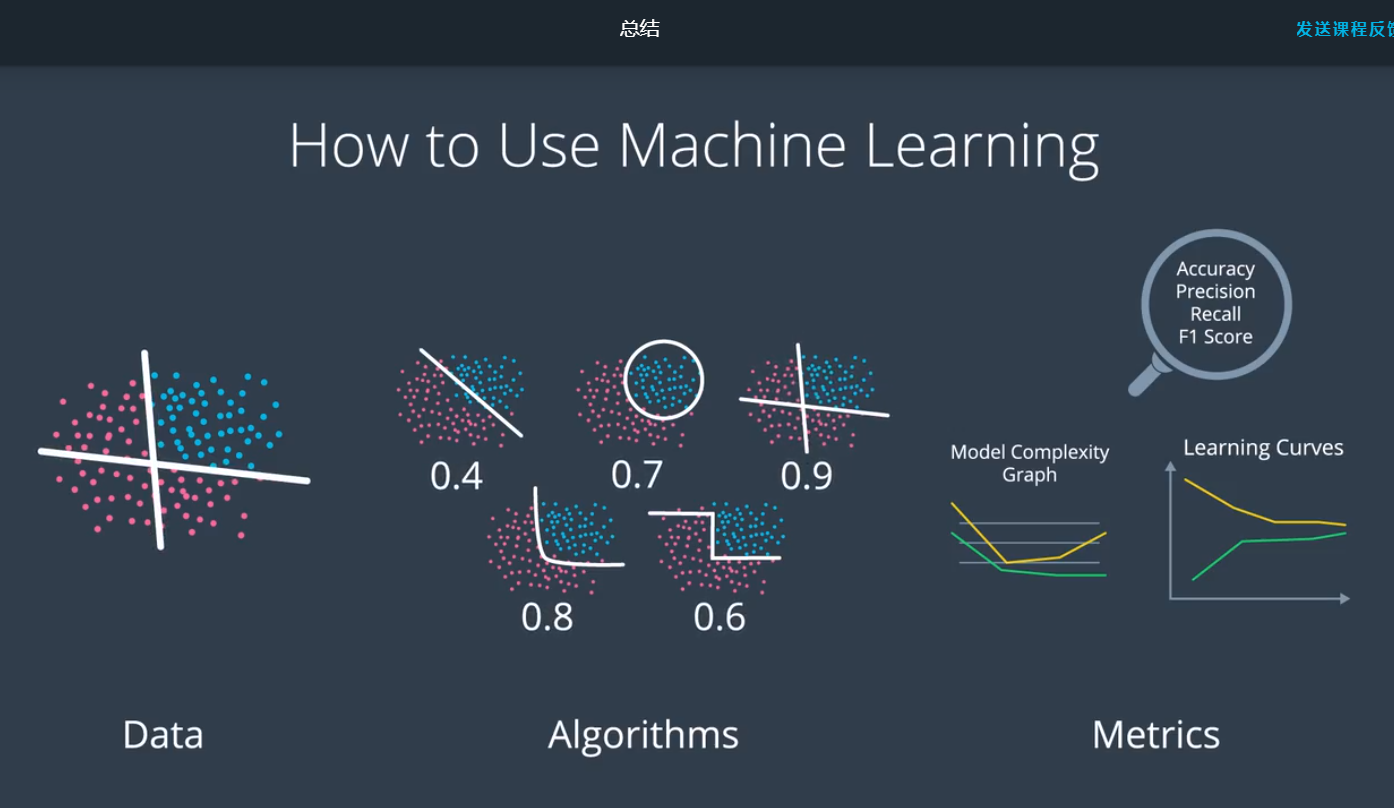 总结
发送课程反馈
How to Use Machine Learning
Accuracy
Precision
Recall
F1 Score
0.4
0.7
0.9
0.8
0.6
Model Complexity
Graph
Learning Curves
Data
Algorithms
Metrics